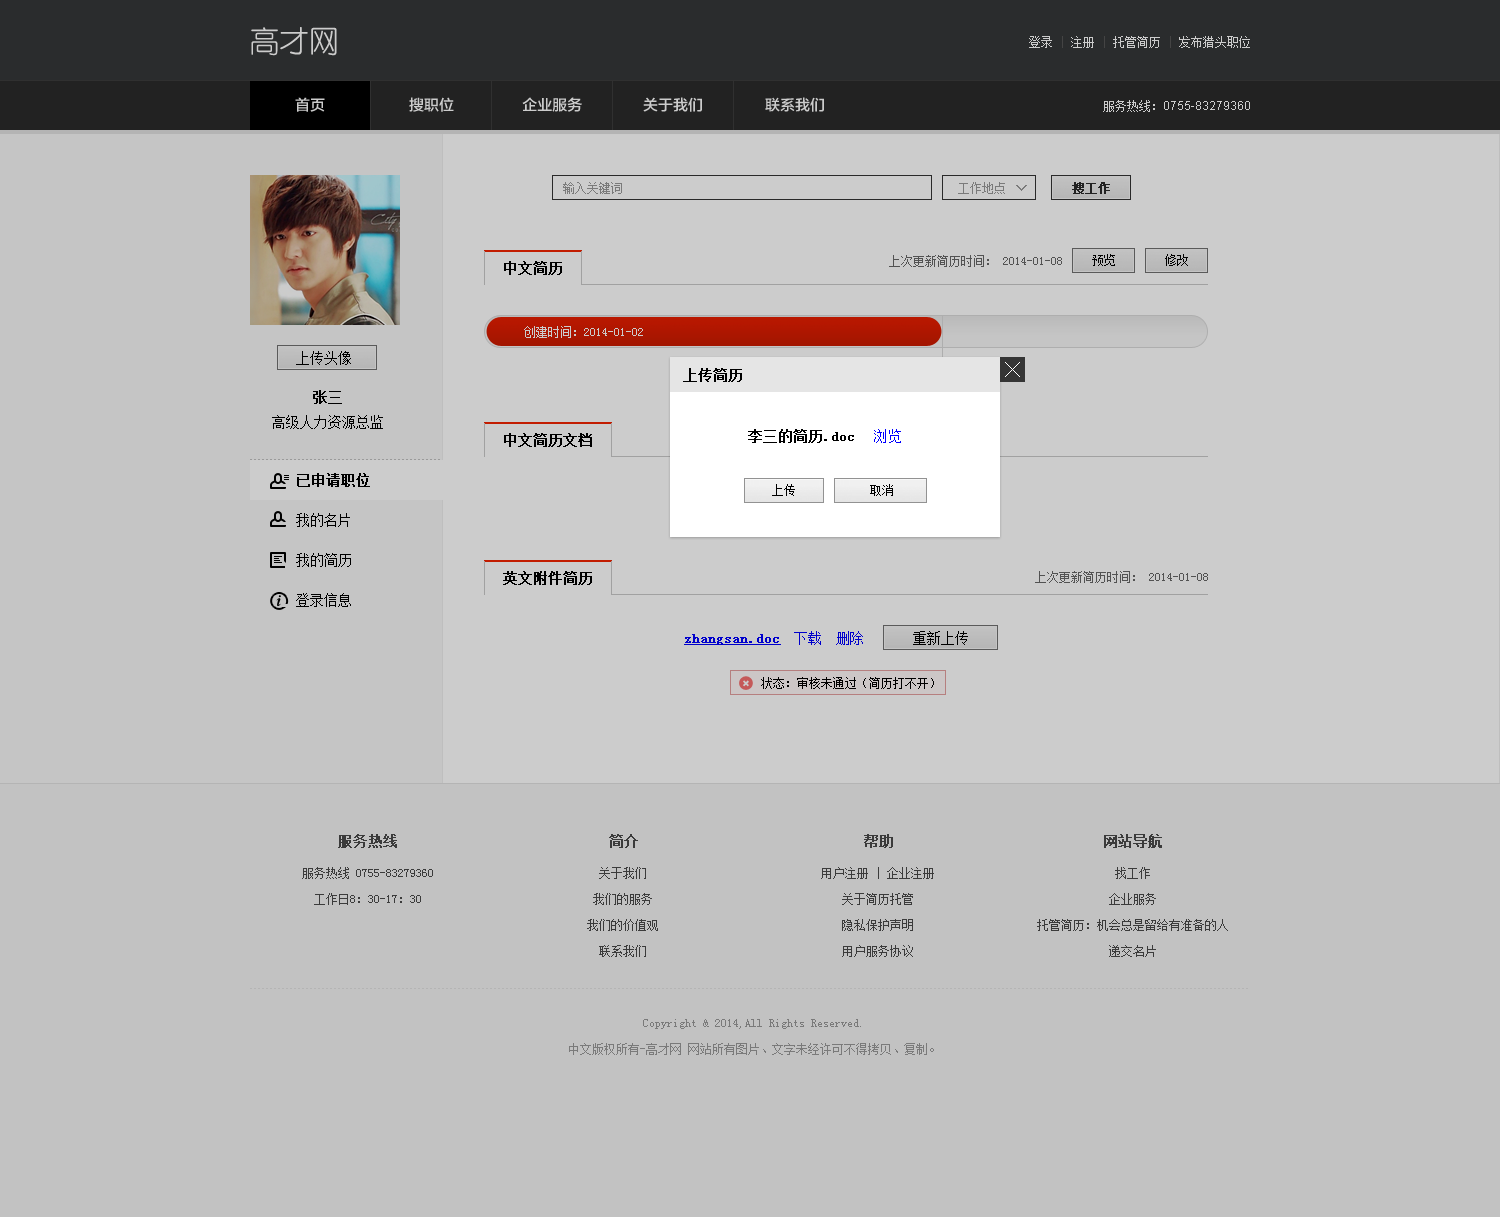 高才网
登录 注册 托管简历 发布猎头职位
首页 搜职位 企业服务 关于我们 联系我们 服务热线：0755-83279360
输入关键词 工作地点 搜工作
City
中文简历 上次更新简历时间： 2014-01-08 预览 修改
创建时间：2014-01-02
上传头像
张三
高级人力资源总监
上传简历
李三的简历.doc 浏览
上传 取消
中文简历文档
已申请职位
我的名片
我的简历
登录信息
英文附件简历 上次更新简历时间： 2014-01-08
zhangsan.doc 下载 删除 重新上传
状态：审核未通过（简历打不开）
服务热线 简介 帮助 网站导航
服务热线 0755-83279360 关于我们 用户注册 | 企业注册 找工作
工作日8：30-17：30 我们的服务 关于简历托管 企业服务
我们的价值观 隐私保护声明 托管简历：机会总是留给有准备的人
联系我们 用户服务协议 递交名片
Copyright @ 2014,All Rights Reserved.
中文版权所有-高才网 网站所有图片、文字未经许可不得拷贝、复制。